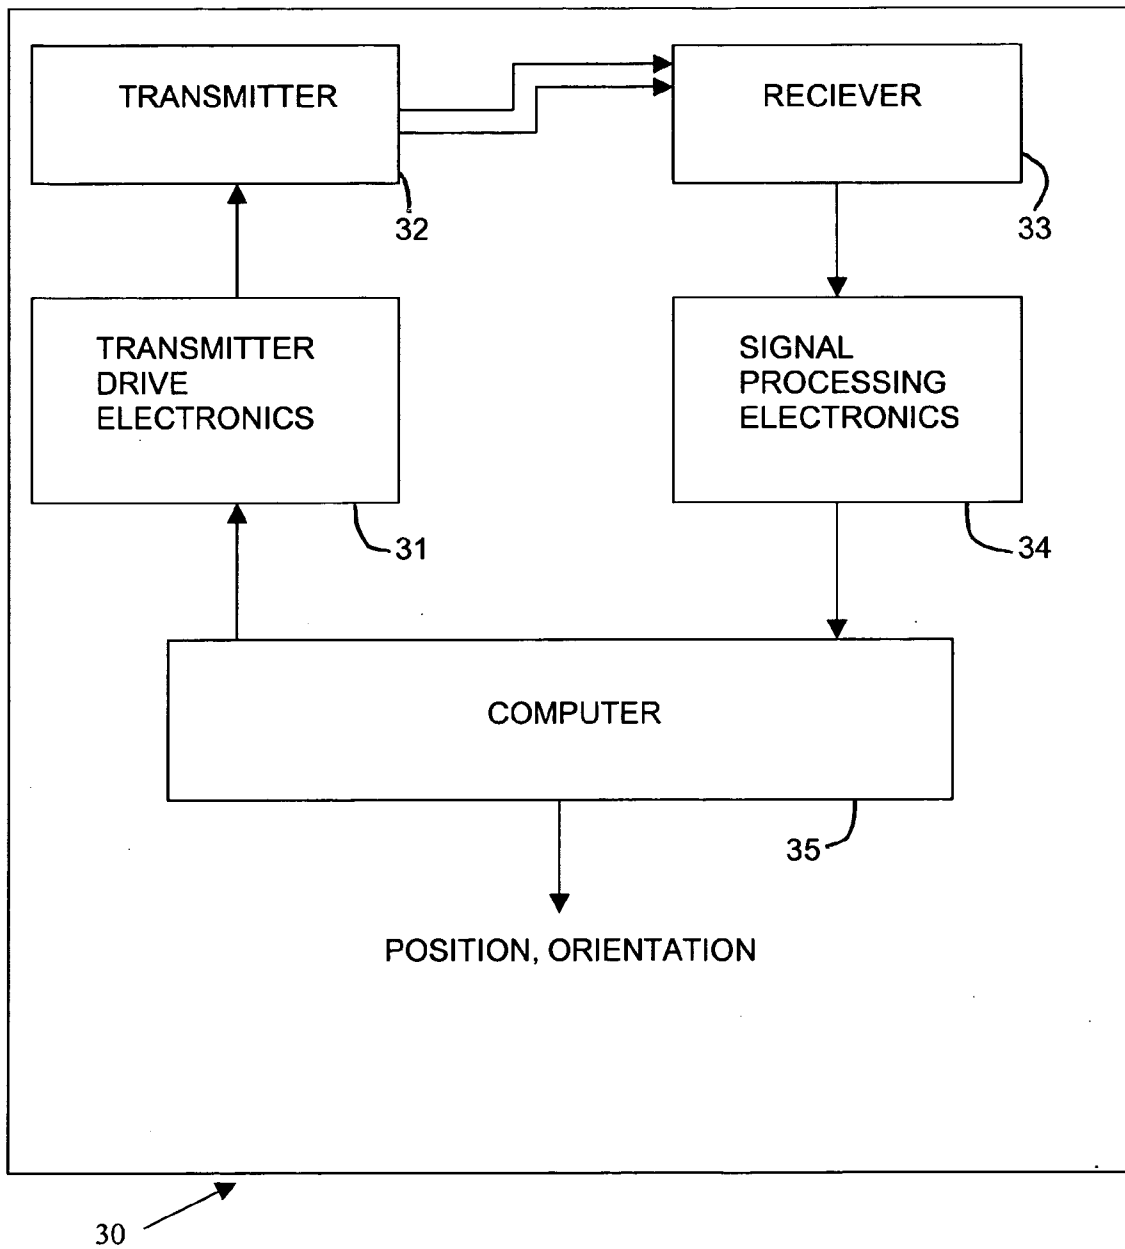 TRANSMITTER
RECIEVER
32
33
TRANSMITTER
DRIVE
ELECTRONICS
SIGNAL
PROCESSING
ELECTRONICS
31
34
COMPUTER
35
POSITION, ORIENTATION
30